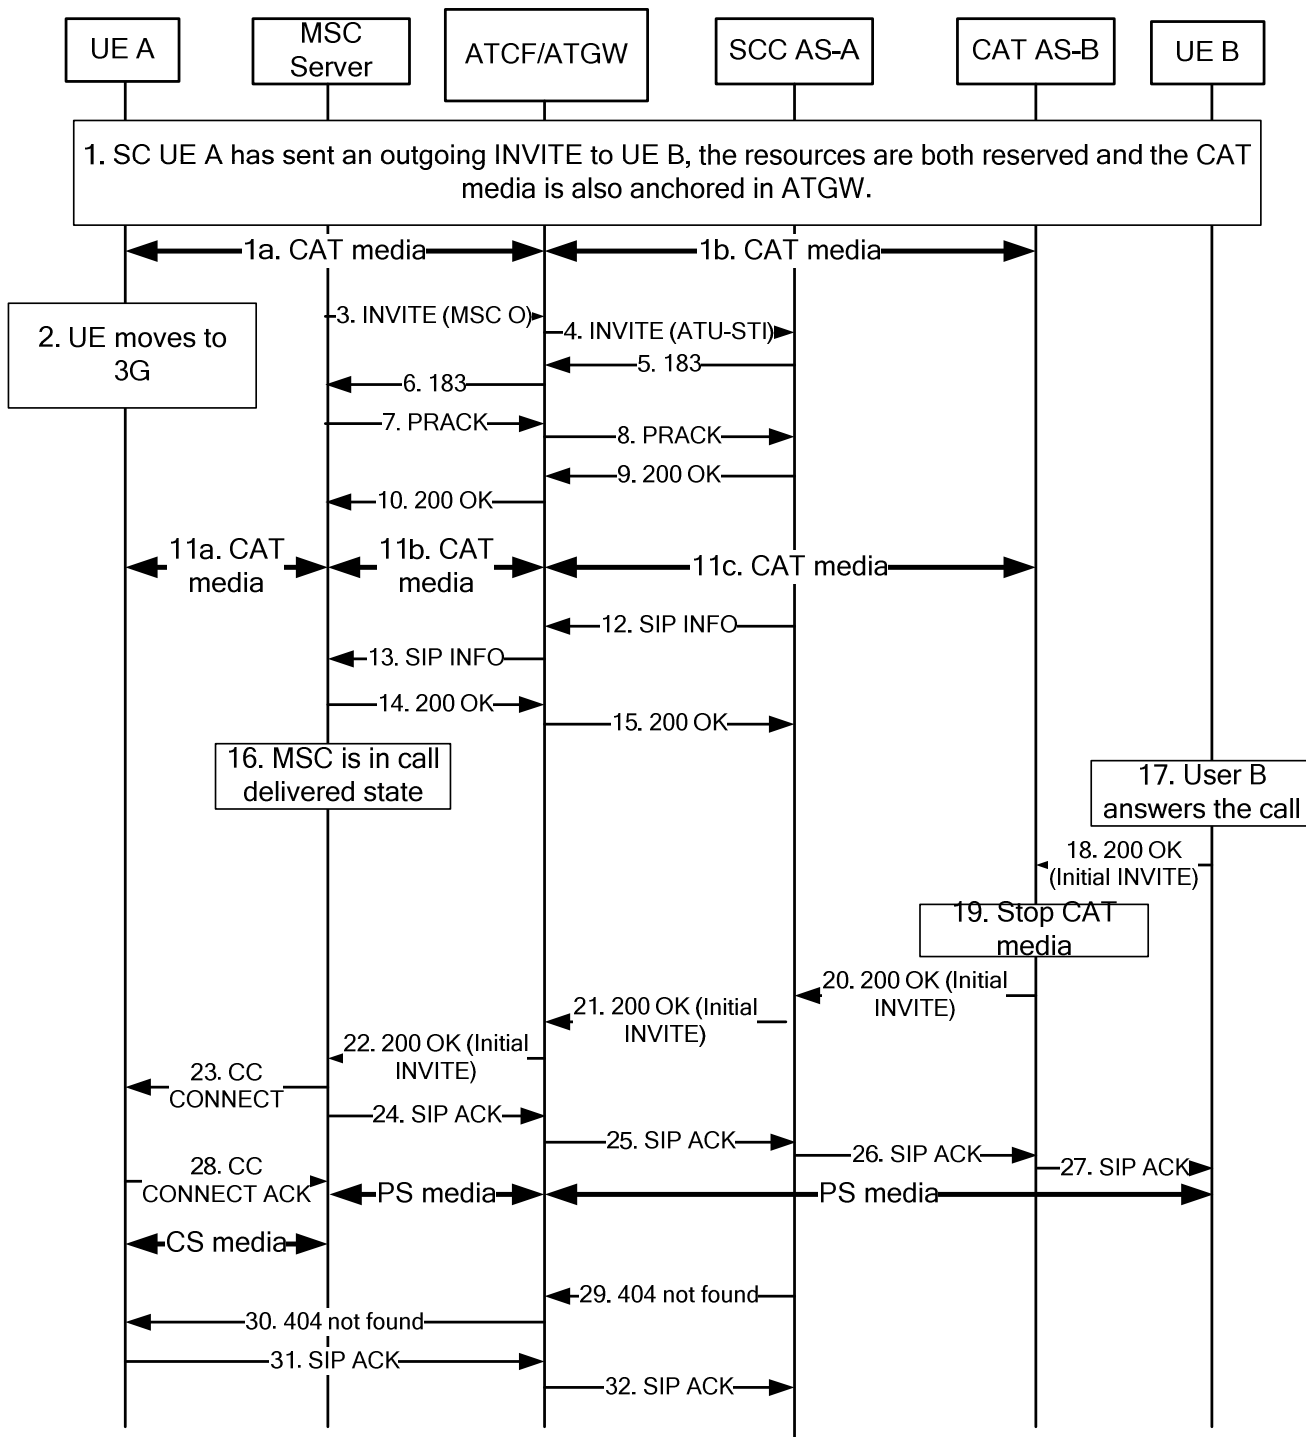 UE A
MSC
Server
ATCF/ATGW
SCC AS-A
CAT AS-B
UE B
1. SC UE A has sent an outgoing INVITE to UE B, the resources are both reserved and the CAT
media is also anchored in ATGW.
1a. CAT media
1b. CAT media
2. UE moves to
3G
3. INVITE (MSC O)
4. INVITE (ATU-STI)
5. 183
6. 183
7. PRACK
8. PRACK
9. 200 OK
10. 200 OK
11a. CAT
media
11b. CAT
media
11c. CAT media
12. SIP INFO
13. SIP INFO
14. 200 OK
15. 200 OK
16. MSC is in call
delivered state
17. User B
answers the call
18. 200 OK
(Initial INVITE)
19. Stop CAT
media
20. 200 OK (Initial
INVITE)
21. 200 OK (Initial
INVITE)
22. 200 OK (Initial
INVITE)
23. CC
CONNECT
24. SIP ACK
25. SIP ACK
26. SIP ACK
27. SIP ACK
28. CC
CONNECT ACK
PS media
PS media
CS media
29. 404 not found
30. 404 not found
31. SIP ACK
32. SIP ACK